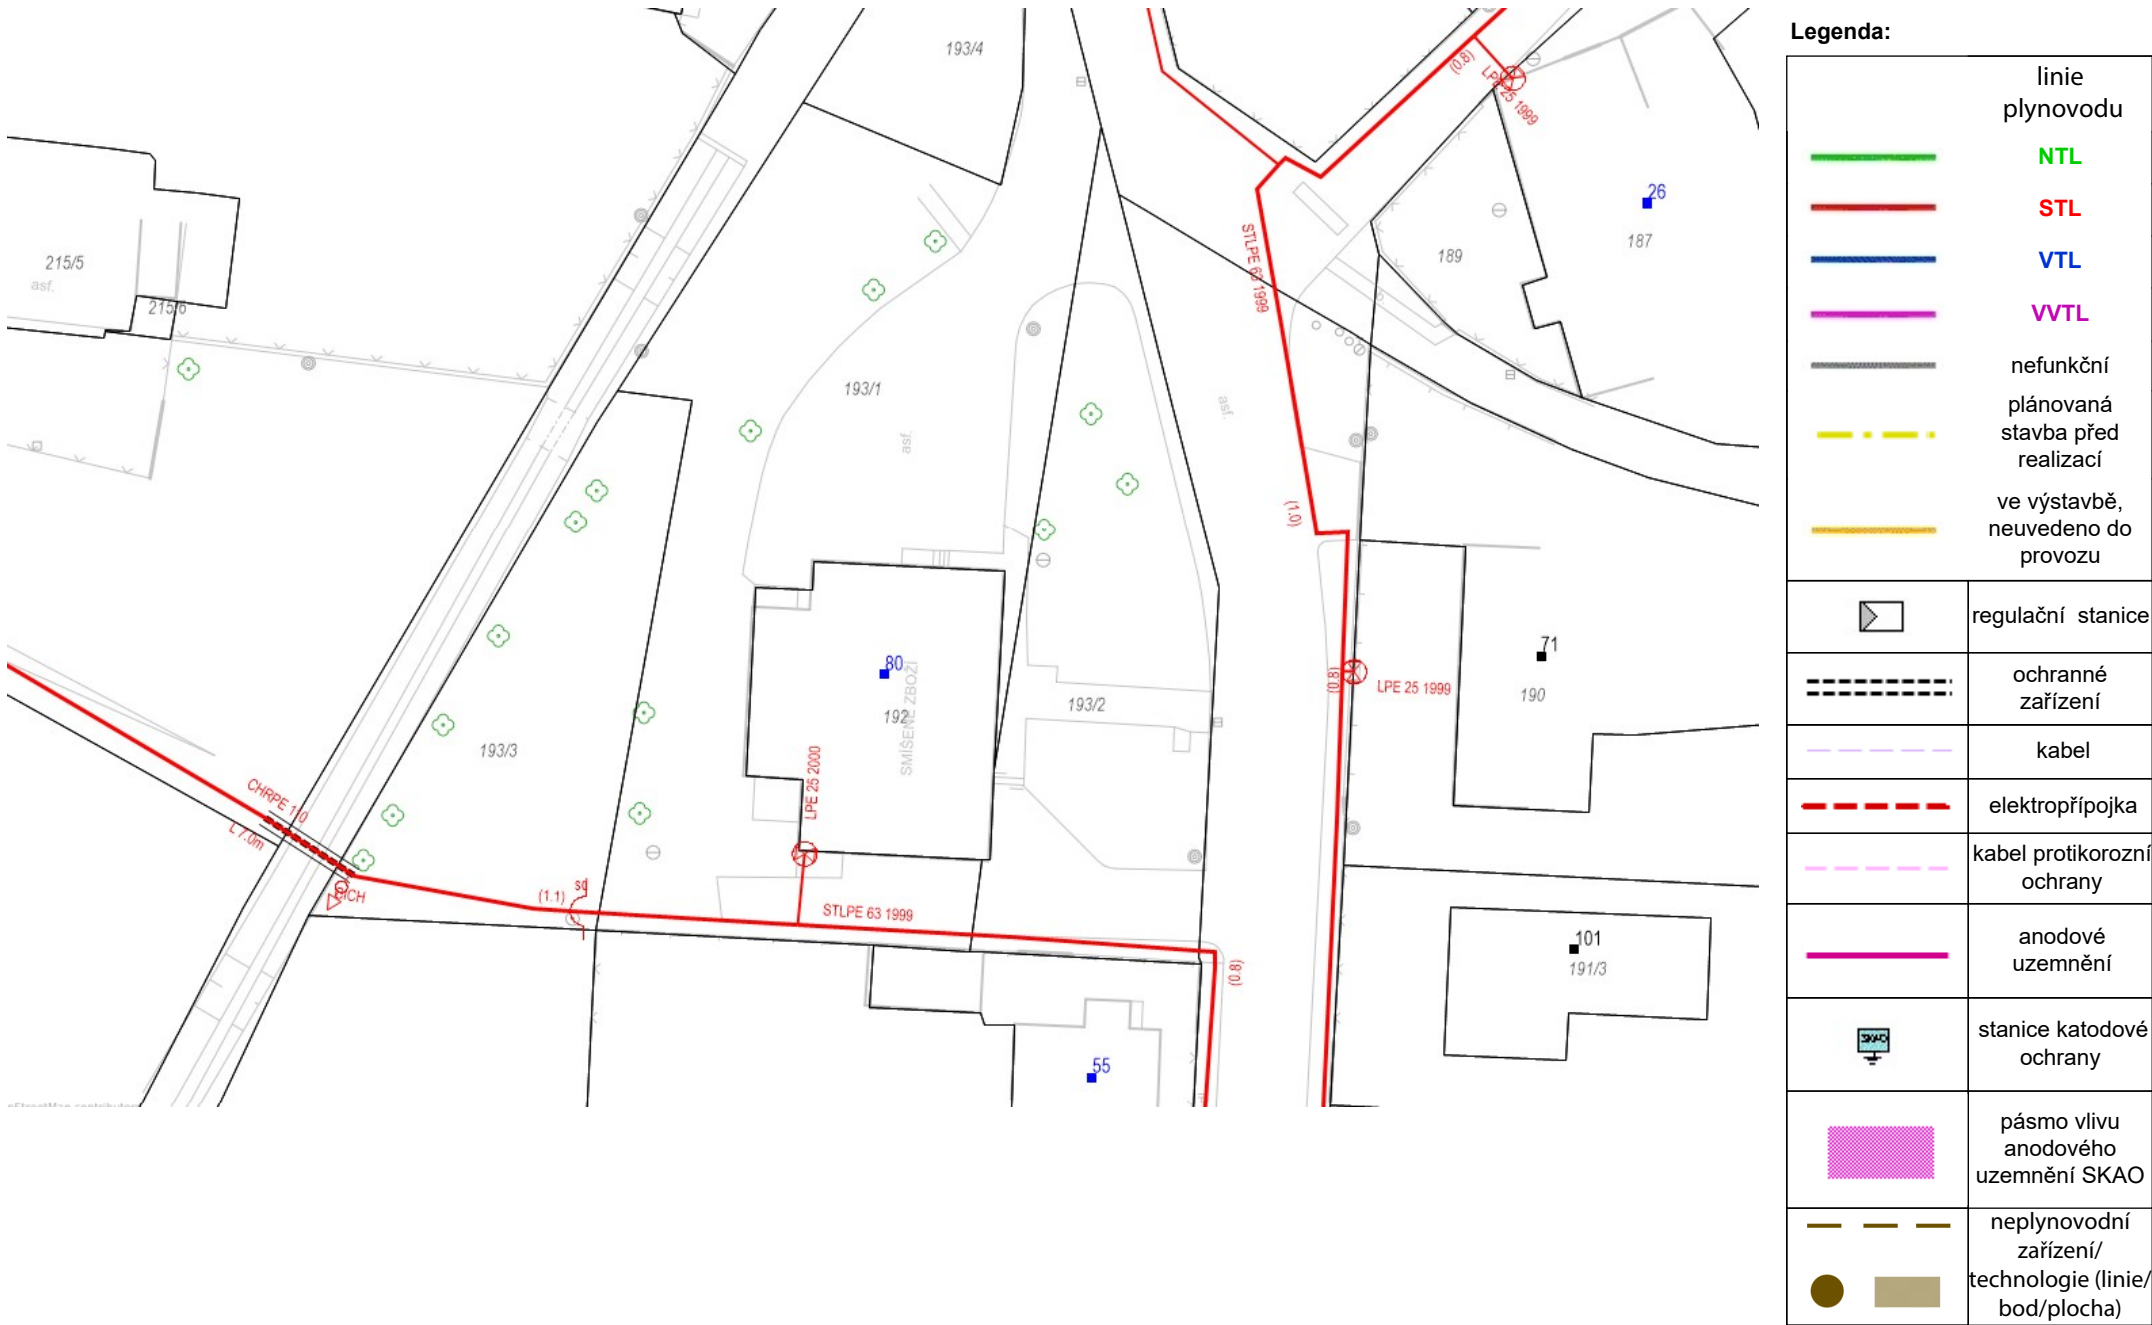 193/4
(0.8)
LPE 25 1999
26
187
189
215/5
asf.
215/6
STLPE 63 1999
193/1
asf.
asf.
(1.0)
80
SMÍŠENÉ ZBOŽÍ
192
193/2
71
190
(0.8)
LPE 25 1999
193/3
LPE 25 2000
CHRPE 110
L 7.0m
CICH
(1.1)
sd
STLPE 63 1999
(0.8)
101
191/3
55
Legenda:
linie
plynovodu
NTL
STL
VTL
VVTL
nefunkční
plánovaná
stavba před
realizací
ve výstavbě,
neuvedeno do
provozu
regulační stanice
ochranné
zařízení
kabel
elektropřípojka
kabel protikorozní
ochrany
anodové
uzemnění
SKAO
stanice katodové
ochrany
pásmo vlivu
anodového
uzemnění SKAO
neplynovodní
zařízení/
technologie (linie/
bod/plocha)